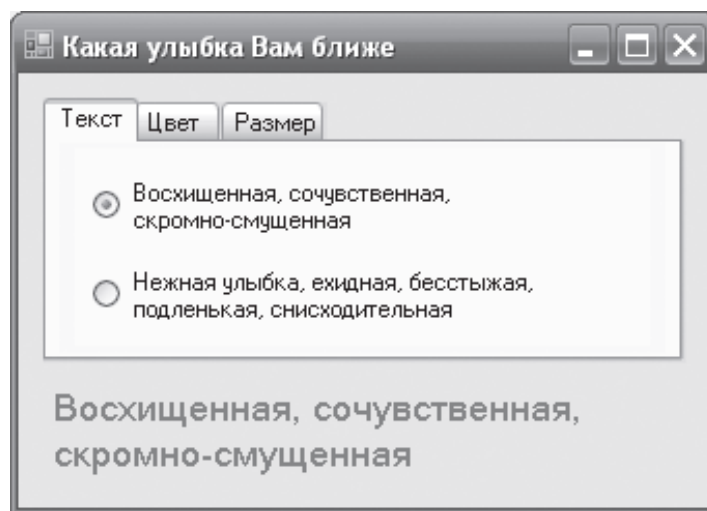 Какая улыбка Вам ближе
Текст Цвет Размер
Восхищенная, сочувственная,
скромно-смущенная
Нежная улыбка, ехидная, бесстыжая,
подленькая, снисходительная
Восхищенная, сочувственная,
скромно-смущенная